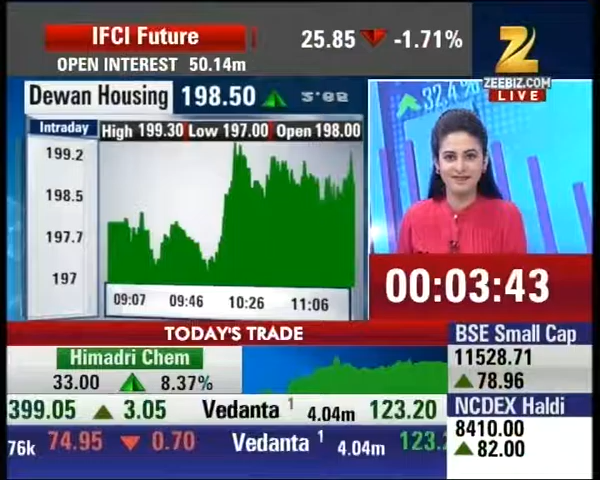 IFCI Future
25.85 -1.71%
OPEN INTEREST 50.14m
ZEEBIZ.COM
LIVE
Dewan Housing 198.50
32.4
Intraday High 199.30 Low 197.00 Open 198.00
199.2
198.5
197.7
197
09:07 09:46 10:26 11:06
00:03:43
TODAY'S TRADE
Himadri Chem
33.00 8.37%
BSE Small Cap
11528.71
78.96
399.05 3.05 Vedanta 1 4.04m 123.20
NCDEX Haldi
8410.00
82.00
76k 74.95 0.70 Vedanta 1 4.04m 123.2